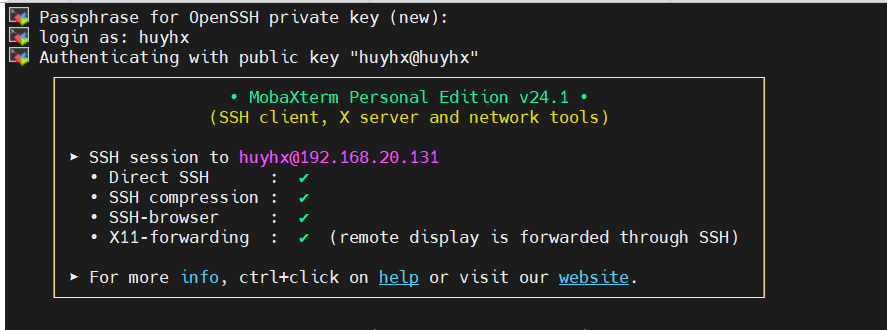 Passphrase for OpenSSH private key (new):
login as: huyhx
Authenticating with public key "huyhx@huyhx"
• MobaXterm Personal Edition v24.1 •
(SSH client, X server and network tools)
➤ SSH session to huyhx@192.168.20.131
• Direct SSH : ✔
• SSH compression : ✔
• SSH-browser : ✔
• X11-forwarding : ✔ (remote display is forwarded through SSH)
➤ For more info, ctrl+click on help or visit our website.